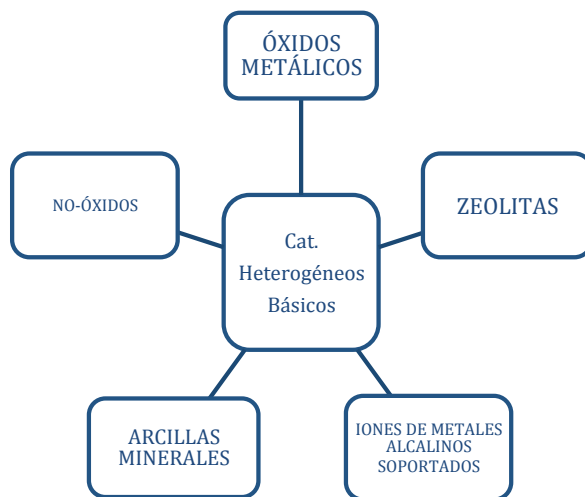 ÓXIDOS
METÁLICOS
NO-ÓXIDOS
ZEOLITAS
Cat.
Heterogéneos
Básicos
ARCILLAS
MINERALES
IONES DE METALES
ALCALINOS
SOPORTADOS